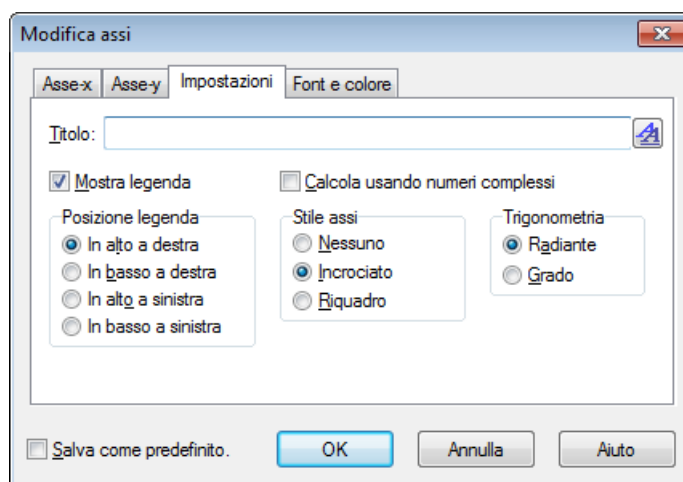 Modifica assi
Asse-x Asse-y Impostazioni Font e colore
Titolo:
Mostra legenda Calcola usando numeri complessi
Posizione legenda Stile assi Trigonometria
In alto a destra Nessuno Radiante
In basso a destra Incrociato Grado
In alto a sinistra Riquadro
In basso a sinistra
Salva come predefinito. OK Annulla Aiuto